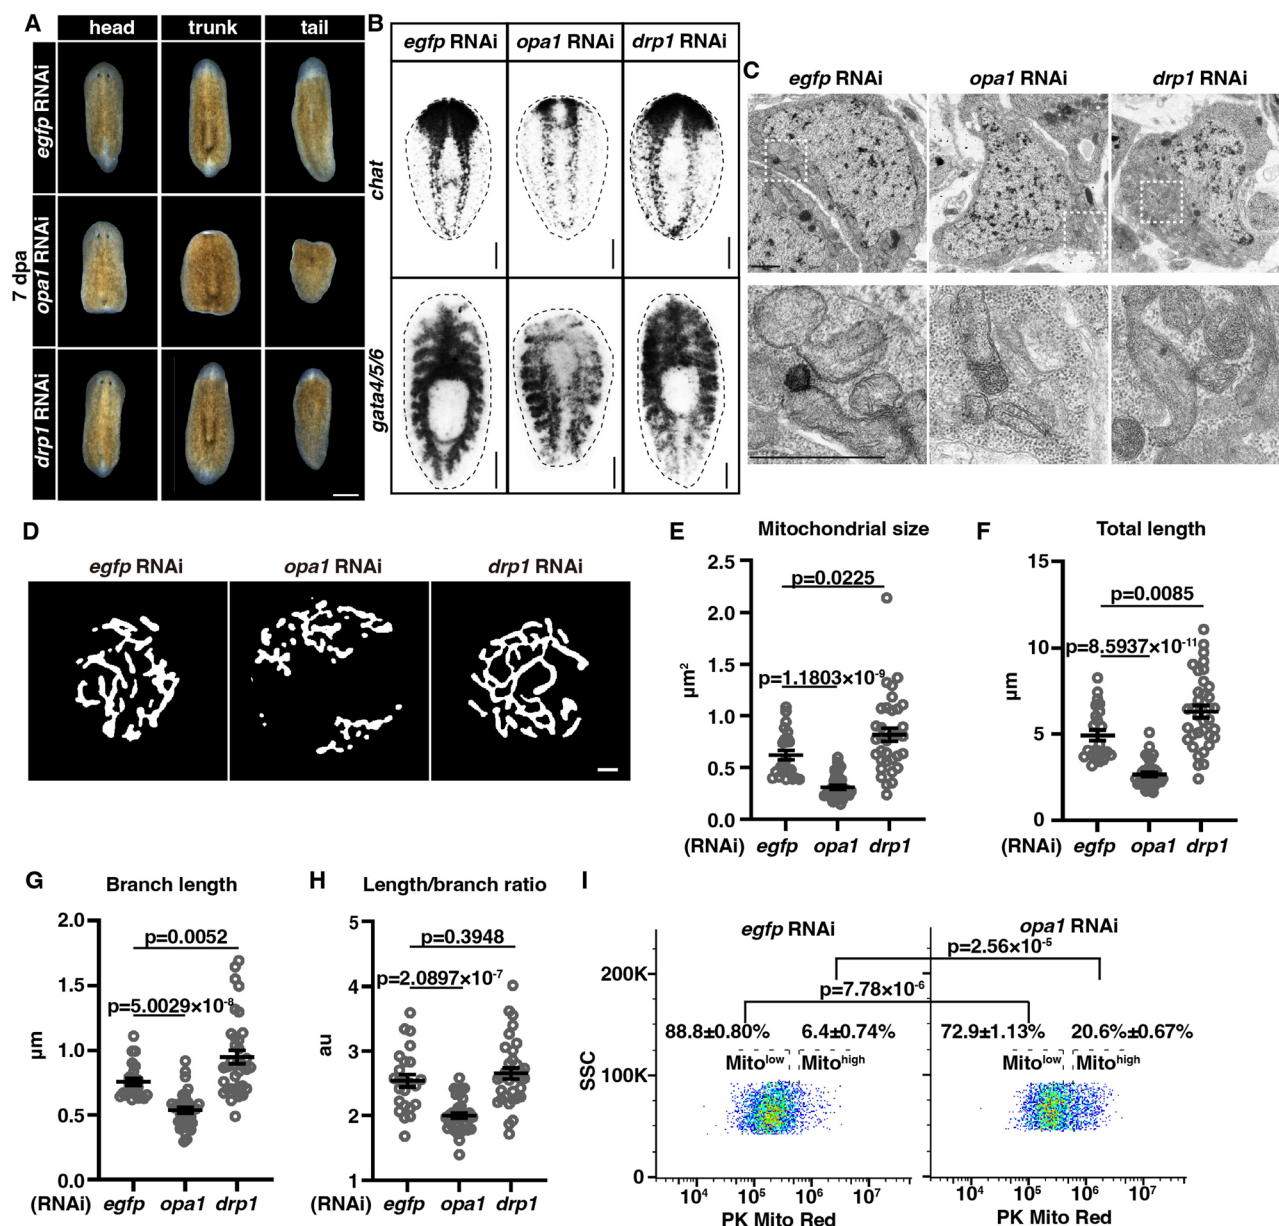 A
head
trunk
tail
7 dpa
egfp RNAi
opa1 RNAi
drp1 RNAi
B
egfp RNAi
opa1 RNAi
drp1 RNAi
chat
gata4/5/6
C
egfp RNAi
opa1 RNAi
drp1 RNAi
D
egfp RNAi
opa1 RNAi
drp1 RNAi
E
Mitochondrial size
2.5
2.0
1.5
1.0
0.5
0.0
µm²
p=0.0225
p=1.1803×10⁻⁹
(RNAi) egfp opa1 drp1
F
Total length
15
10
5
0
µm
p=0.0085
p=8.5937×10⁻¹¹
(RNAi) egfp opa1 drp1
G
Branch length
2.0
1.5
1.0
0.5
0.0
µm
p=0.0052
p=5.0029×10⁻⁸
(RNAi) egfp opa1 drp1
H
Length/branch ratio
5
4
3
2
1
au
p=0.3948
p=2.0897×10⁻⁷
(RNAi) egfp opa1 drp1
I
egfp RNAi
opa1 RNAi
p=2.56×10⁻⁵
p=7.78×10⁻⁶
200K
100K
0
SSC
88.8±0.80%
6.4±0.74%
72.9±1.13%
20.6%±0.67%
Mito^low
Mito^high
Mito^low
Mito^high
10⁴ 10⁵ 10⁶ 10⁷
10⁴ 10⁵ 10⁶ 10⁷
PK Mito Red
PK Mito Red